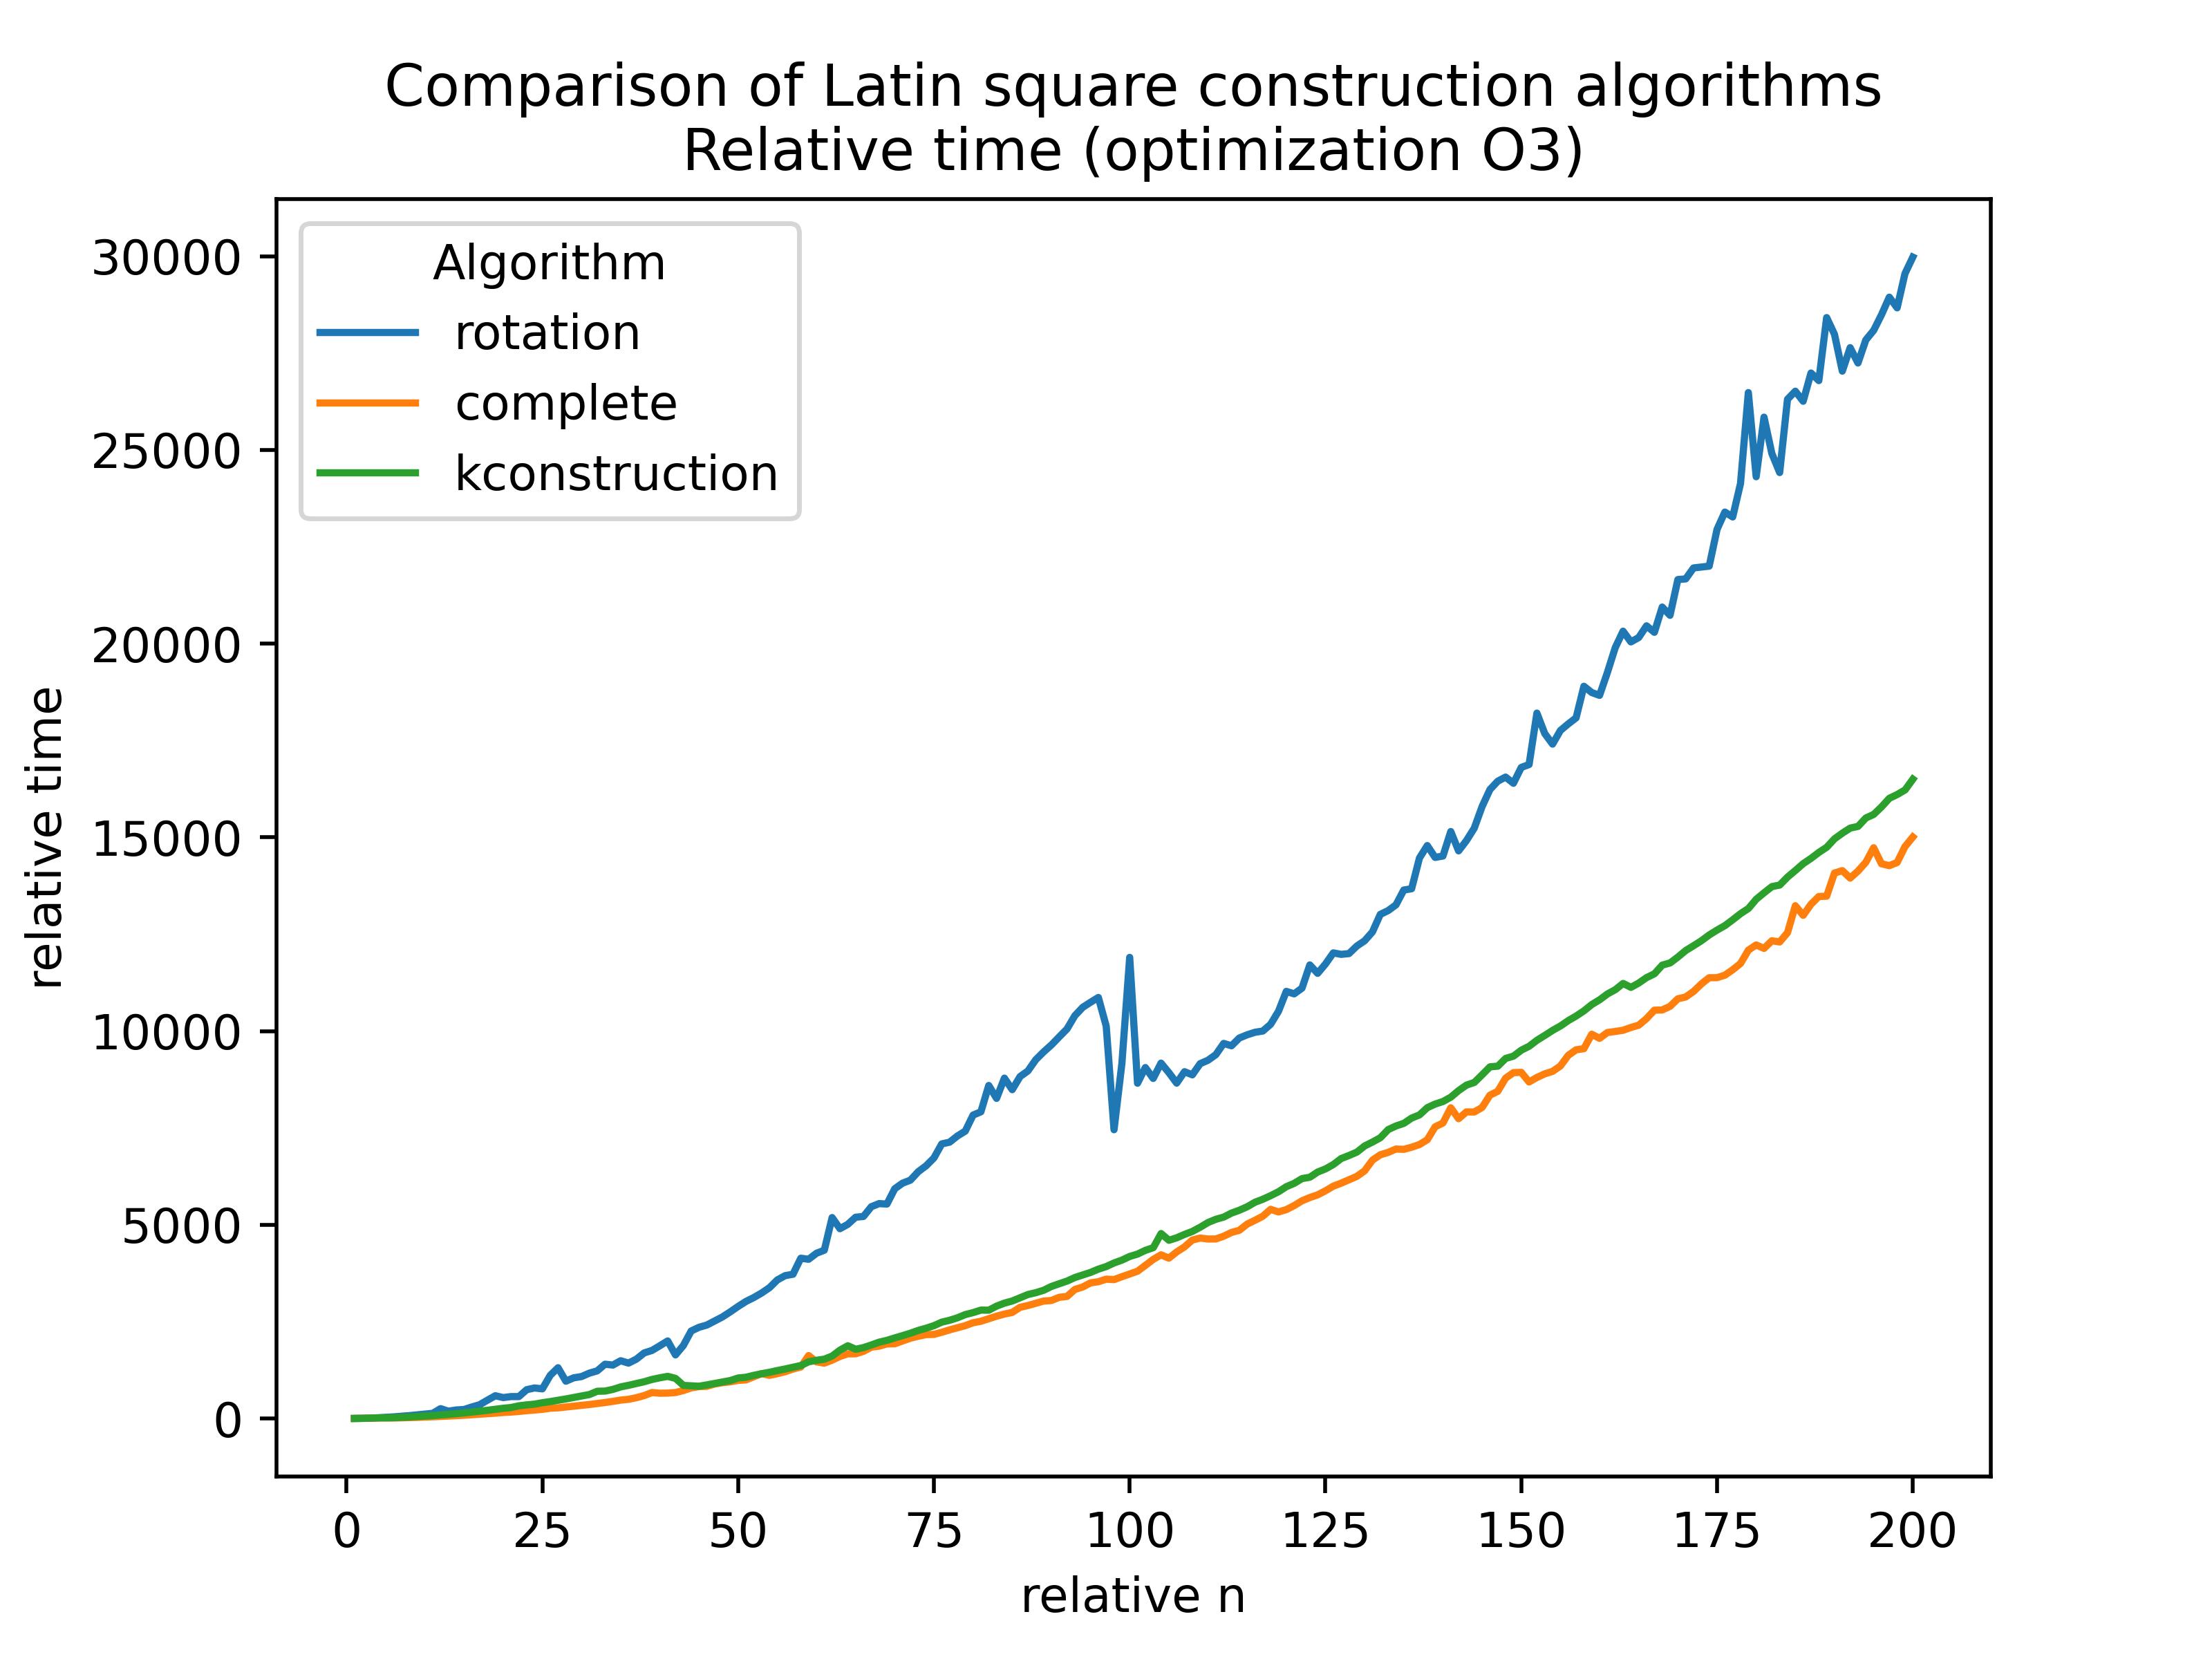 Comparison of Latin square construction algorithms
Relative time (optimization O3)
Algorithm
rotation
complete
kconstruction
30000
25000
20000
15000
10000
5000
0
relative time
0 25 50 75 100 125 150 175 200
relative n